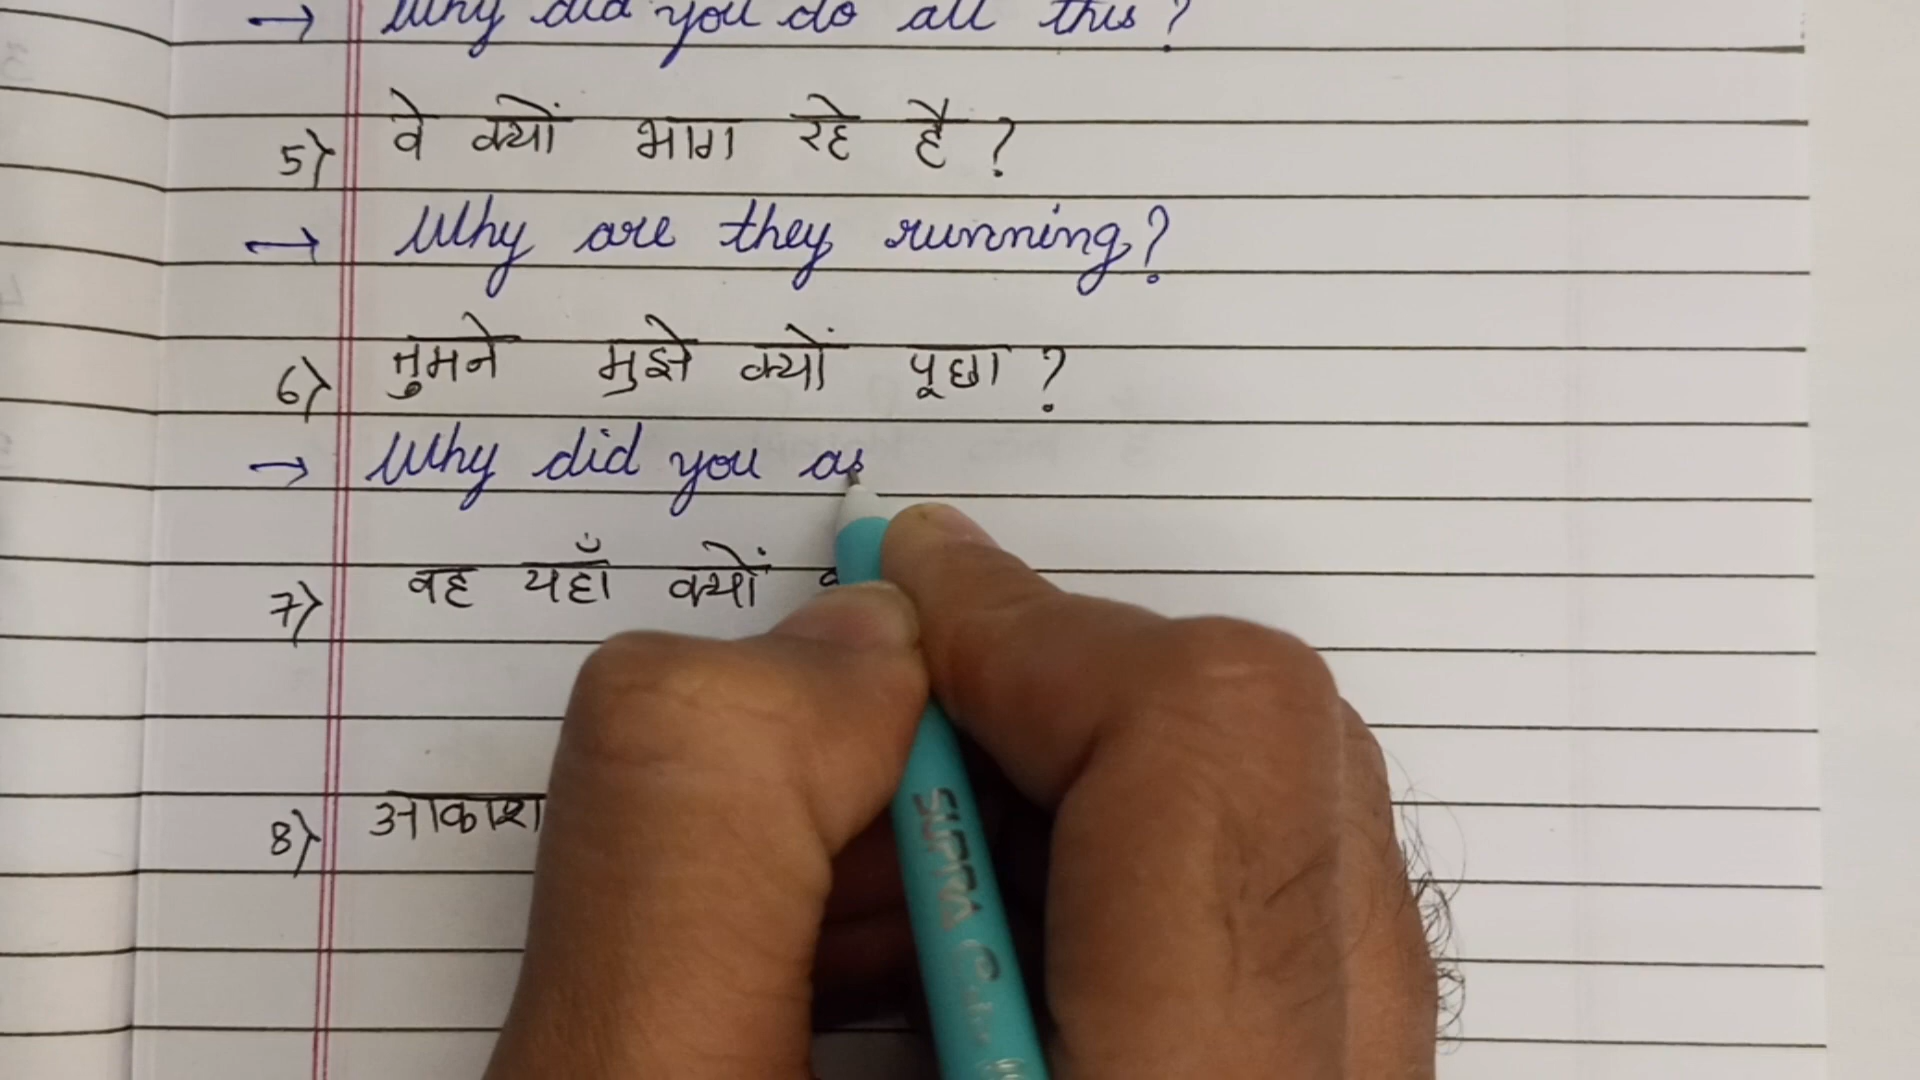 → Why did you do all this?
5) वे क्यों भाग रहे है ?
→ Why are they running?
6) तुमने मुझे क्यों पूछा ?
→ Why did you as
7) वह यहाँ क्यों
8) आकाश
SUPRA